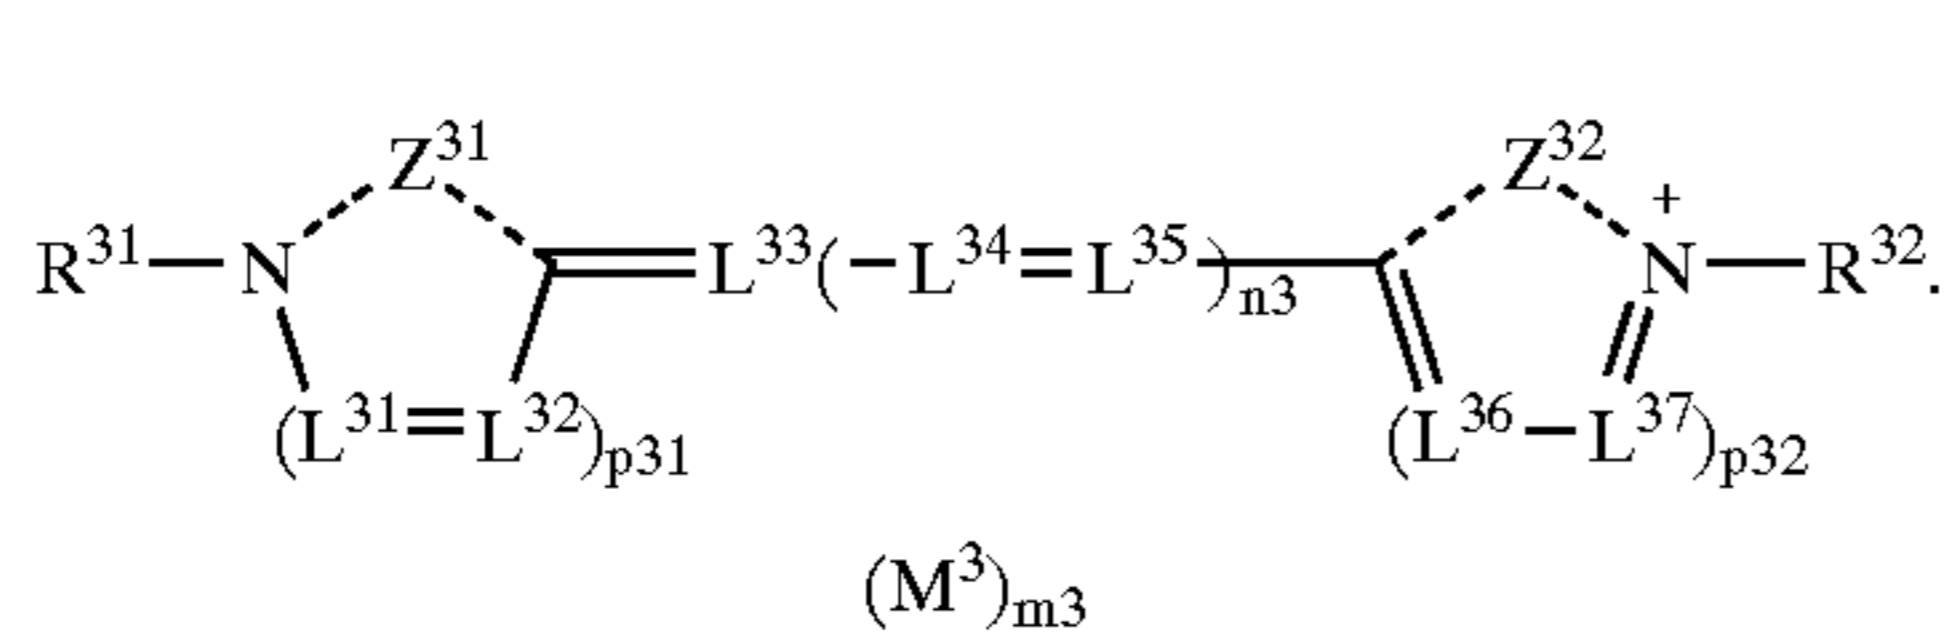 Z³¹ Z³²
R³¹—N =L³³(—L³⁴=L³⁵)n3 N⁺—R³².
(L³¹=L³²)p31 (L³⁶—L³⁷)p32
(M³)m3